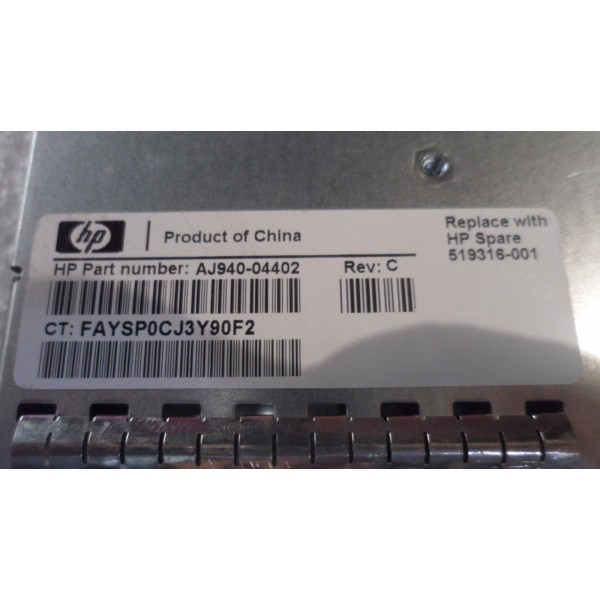 hp
Product of China
Replace with
HP Spare
519316-001
HP Part number: AJ940-04402
Rev: C
CT: FAYSP0CJ3Y90F2